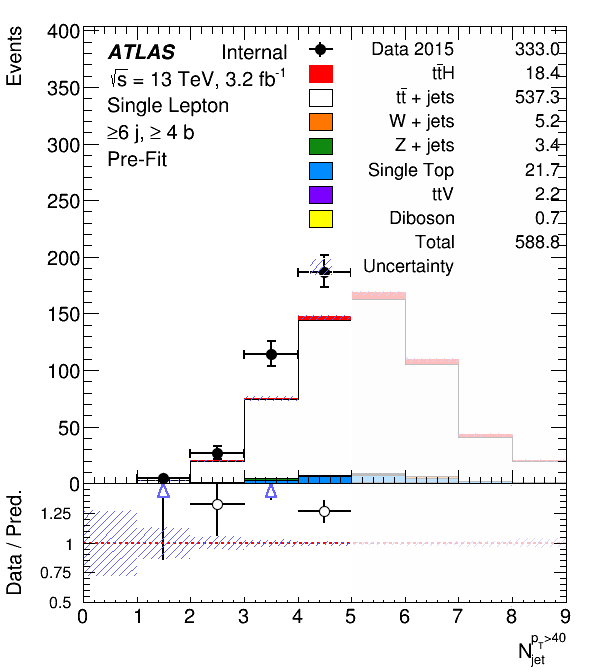 Events
400
350
300
250
200
150
100
50
0
ATLAS Internal
√s = 13 TeV, 3.2 fb⁻¹
Single Lepton
≥6 j, ≥ 4 b
Pre-Fit
Data 2015 333.0
tt̄H 18.4
tt̄ + jets 537.3
W + jets 5.2
Z + jets 3.4
Single Top 21.7
ttV 2.2
Diboson 0.7
Total 588.8
Uncertainty
Data / Pred.
1.25
1
0.75
0.5
0 1 2 3 4 5 6 7 8 9
N_jet^{p_T>40}